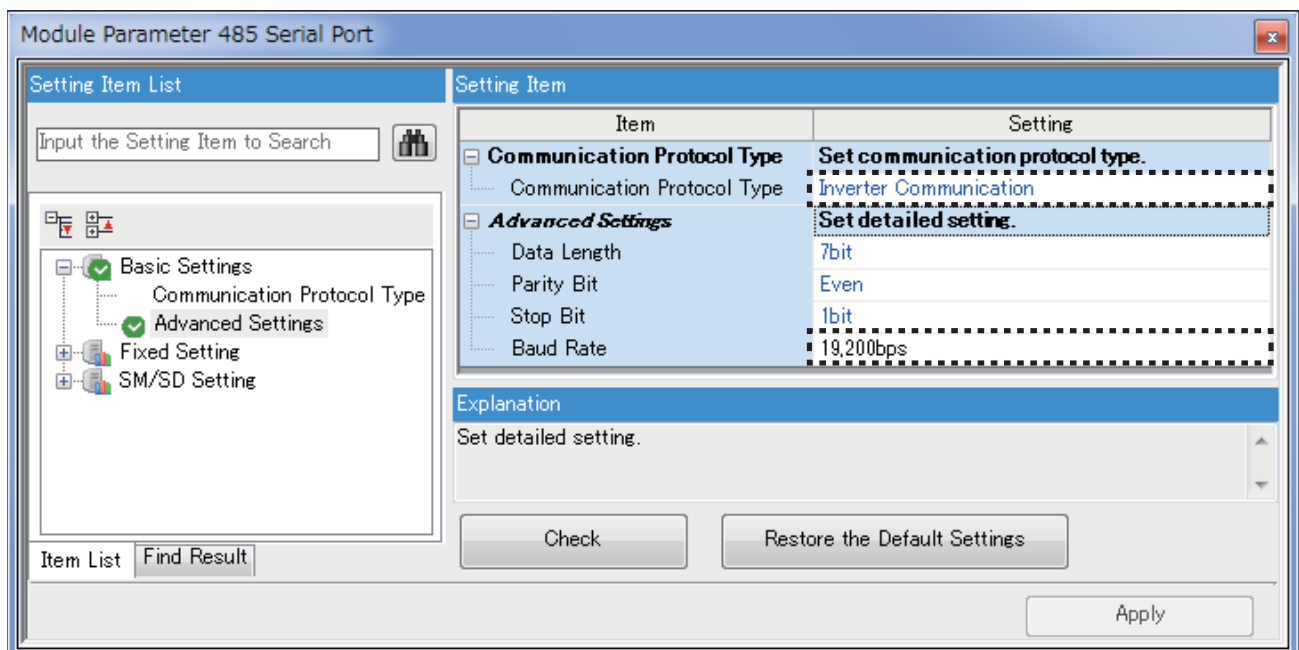 Module Parameter 485 Serial Port
x
Setting Item List
Input the Setting Item to Search
Basic Settings
Communication Protocol Type
Advanced Settings
Fixed Setting
SM/SD Setting
Item List
Find Result
Setting Item
Item Setting
Communication Protocol Type Set communication protocol type.
Communication Protocol Type Inverter Communication
Advanced Settings Set detailed setting.
Data Length 7bit
Parity Bit Even
Stop Bit 1bit
Baud Rate 19,200bps
Explanation
Set detailed setting.
Check
Restore the Default Settings
Apply